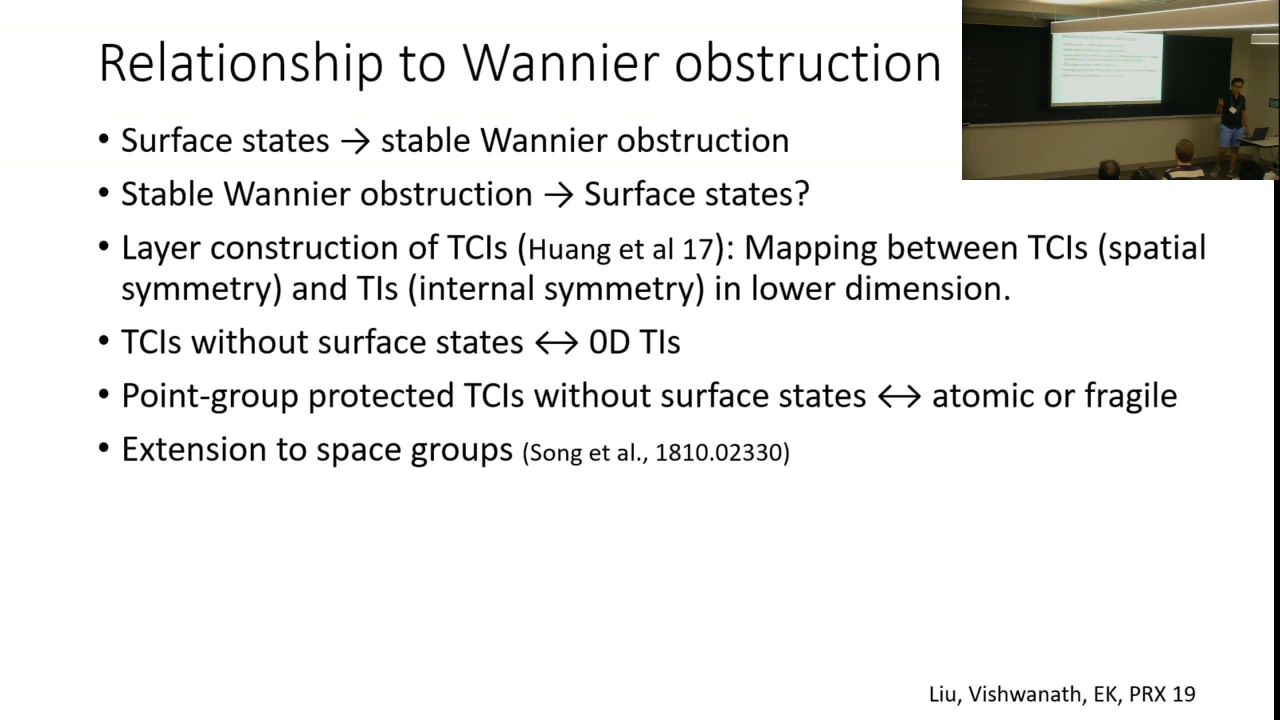 Relationship to Wannier obstruction
• Surface states → stable Wannier obstruction
• Stable Wannier obstruction → Surface states?
• Layer construction of TCIs (Huang et al 17): Mapping between TCIs (spatial
symmetry) and TIs (internal symmetry) in lower dimension.
• TCIs without surface states ↔ 0D TIs
• Point-group protected TCIs without surface states ↔ atomic or fragile
• Extension to space groups (Song et al., 1810.02330)
Liu, Vishwanath, EK, PRX 19